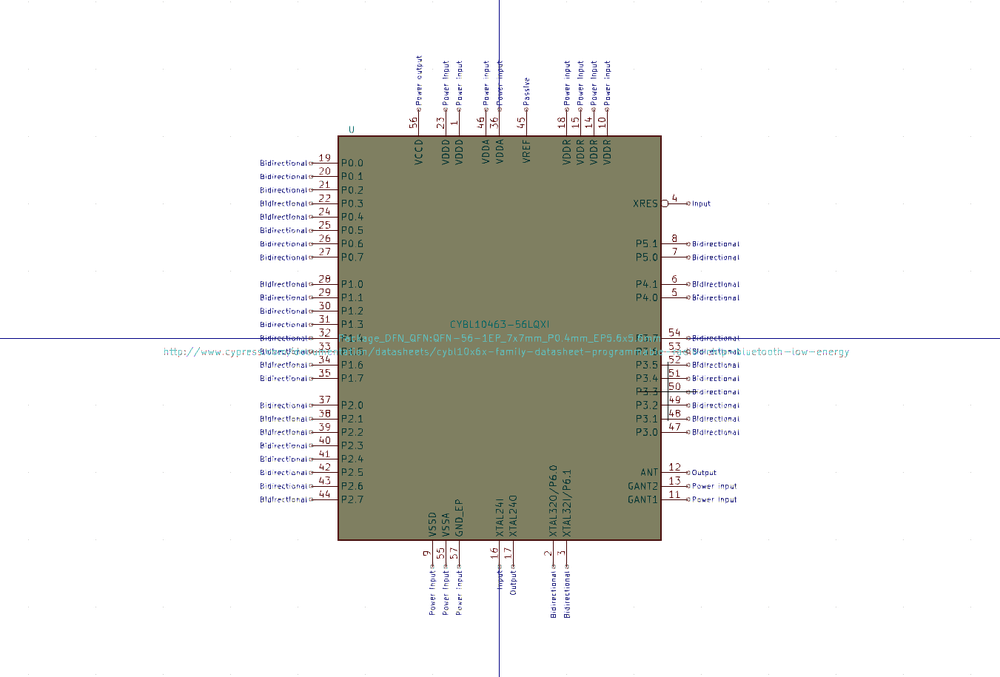 56 Power output
23 Power Input
1 Power Input
46 Power input
36 Power input
45 Passive
18 Power input
15 Power Input
14 Power Input
10 Power Input
U
VCCD VDDD VDDD VDDA VDDA VREF VDDR VDDR VDDR VDDR
Bidirectional 19 P0.0
Bidirectional 20 P0.1
Bidirectional 21 P0.2
Bidirectional 22 P0.3 XRES 4 Input
Bidirectional 24 P0.4
Bidirectional 25 P0.5
Bidirectional 26 P0.6 P5.1 8 Bidirectional
Bidirectional 27 P0.7 P5.0 7 Bidirectional
Bidirectional 28 P1.0 P4.1 6 Bidirectional
Bidirectional 29 P1.1 P4.0 5 Bidirectional
Bidirectional 30 P1.2
Bidirectional 31 P1.3 CYBL10463-56LQXI
Bidirectional 32 Package_DFN_QFN:QFN-56-1EP_7x7mm_P0.4mm_EP5.6x5.6mm 54 Bidirectional
33 53 Bidirectional
Bidirectional 34 P1.6 P3.5 52 Bidirectional
Bidirectional 35 P1.7 P3.4 51 Bidirectional
P3.3 50 Bidirectional
Bidirectional 37 P2.0 P3.2 49 Bidirectional
Bidirectional 38 P2.1 P3.1 48 Bidirectional
Bidirectional 39 P2.2 P3.0 47 Bidirectional
Bidirectional 40 P2.3
Bidirectional 41 P2.4
Bidirectional 42 P2.5 ANT 12 Output
Bidirectional 43 P2.6 GANT2 13 Power input
Bidirectional 44 P2.7 GANT1 11 Power Input
VSSD VSSA GND_EP XTAL24I XTAL24O XTAL32O/P6.0 XTAL32I/P6.1
9 Power Input
55 Power Input
57 Power Input
16 Input
17 Output
2 Bidirectional
3 Bidirectional